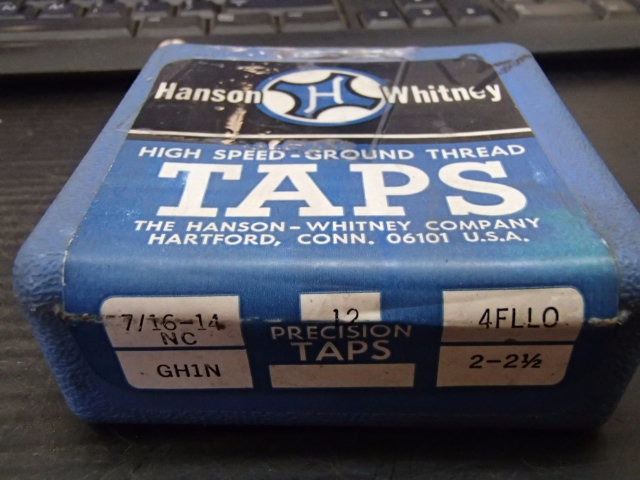 Hanson H Whitney
HIGH SPEED-GROUND THREAD
TAPS
THE HANSON-WHITNEY COMPANY
HARTFORD, CONN. 06101 U.S.A.
7/16-14 12 4FLLO
NC PRECISION
TAPS
GH1N 2-2½